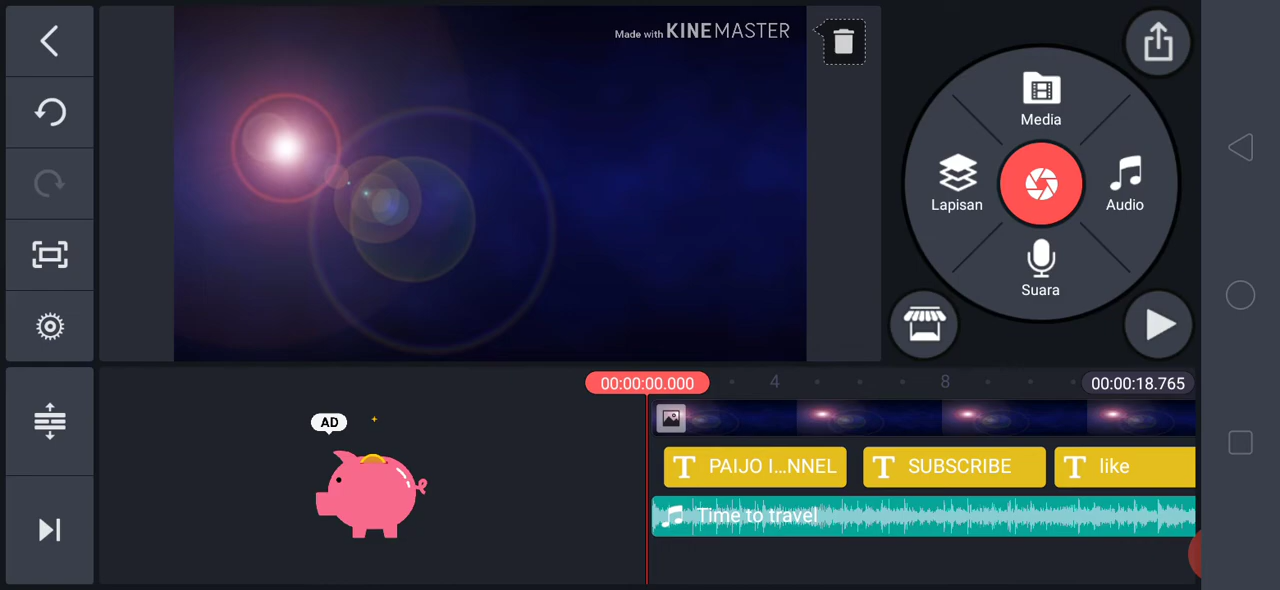 Made with KINEMASTER
Media
Lapisan
Audio
Suara
00:00:00.000
4
8
00:00:18.765
AD
PAIJO I...NNEL
SUBSCRIBE
like
Time to travel